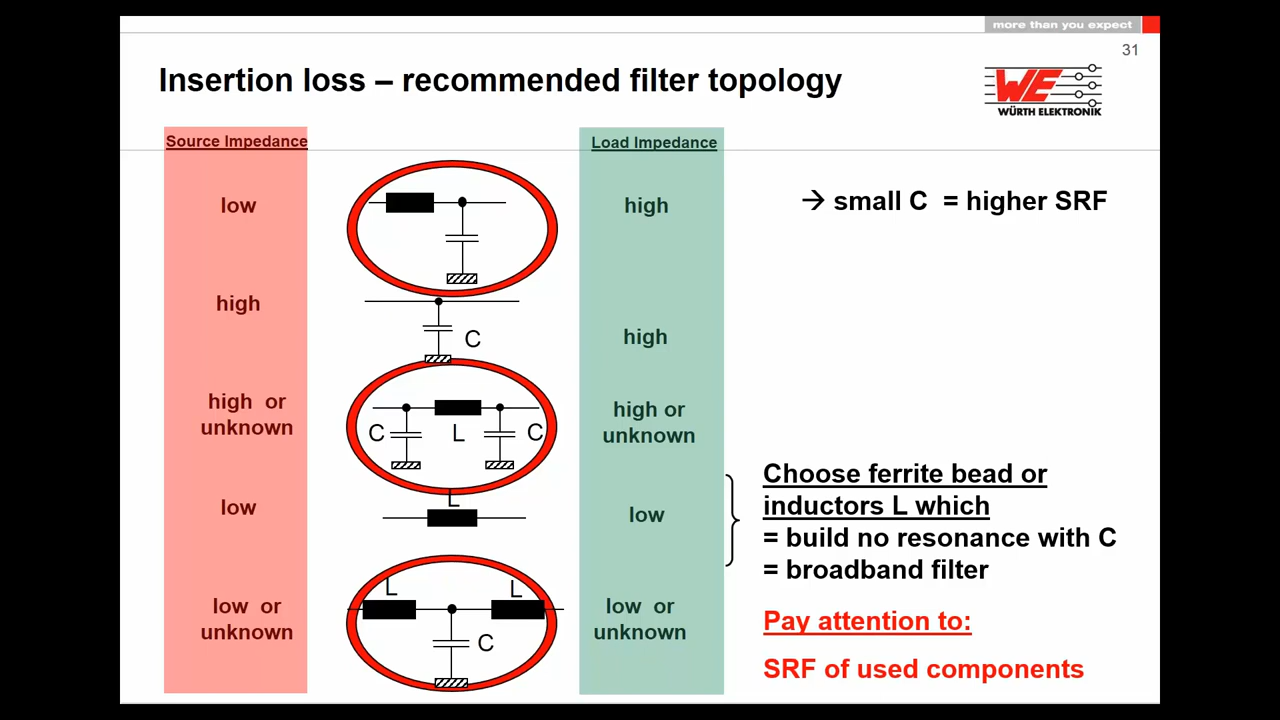 more than you expect
31
Insertion loss – recommended filter topology
WE
WÜRTH ELEKTRONIK
Source Impedance
Load Impedance
low
high
→ small C = higher SRF
high
C
high
high or
unknown
C
L
C
high or
unknown
low
L
low
Choose ferrite bead or
inductors L which
= build no resonance with C
= broadband filter
low or
unknown
L
L
C
low or
unknown
Pay attention to:
SRF of used components